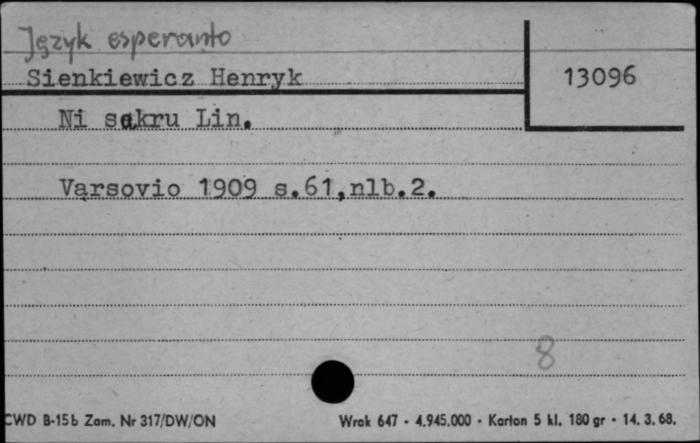 Język esperanto
Sienkiewicz Henryk
13096
Ni sekru Lin.
Varsovio 1909 s.61,nlb.2.
8
CWD B-15b Zam. Nr 317/DW/ON
Wrak 647 - 4.945.000 - Karton 5 kl. 180 gr - 14. 3. 68.